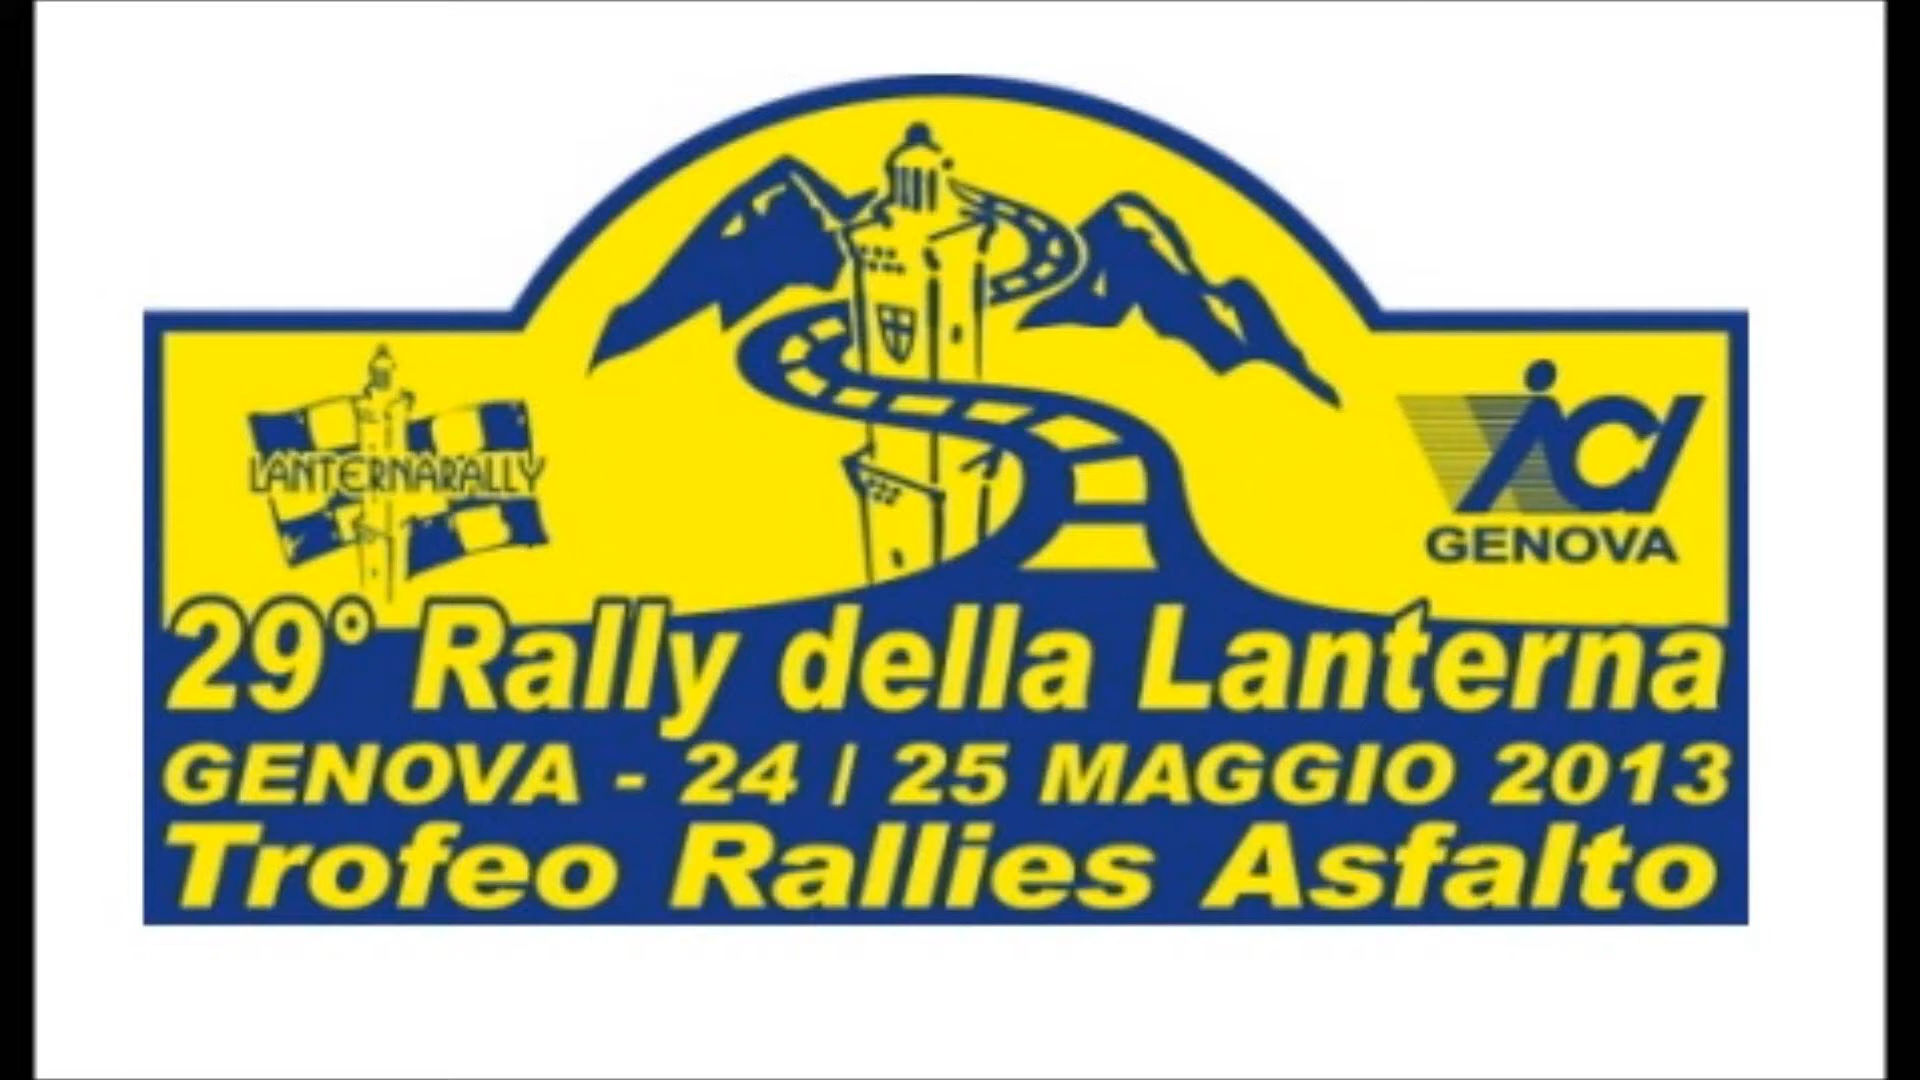 LANTERNARALLY
ACI
GENOVA
29° Rally della Lanterna
GENOVA - 24 / 25 MAGGIO 2013
Trofeo Rallies Asfalto